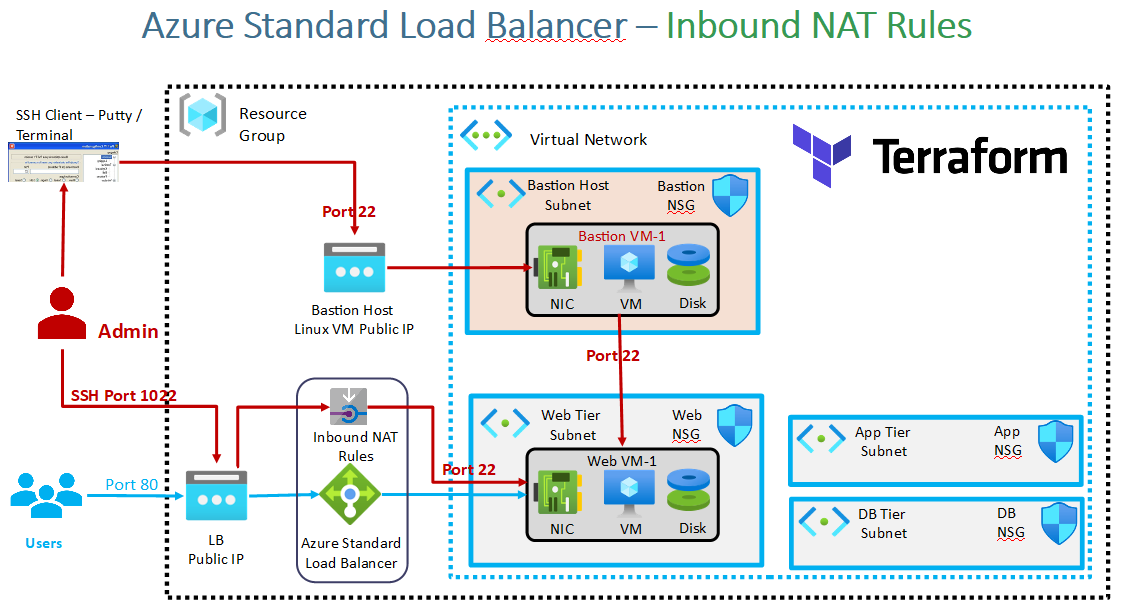 Azure Standard Load Balancer – Inbound NAT Rules
SSH Client – Putty /
Terminal
Resource
Group
Virtual Network
Terraform
Bastion Host
Subnet
Bastion
NSG
Port 22
Bastion VM-1
NIC
VM
Disk
Bastion Host
Linux VM Public IP
Admin
Port 22
SSH Port 1022
Inbound NAT
Rules
Web Tier
Subnet
Web
NSG
App Tier
Subnet
App
NSG
Port 22
Web VM-1
Port 80
NIC
VM
Disk
DB Tier
Subnet
DB
NSG
Users
LB
Public IP
Azure Standard
Load Balancer